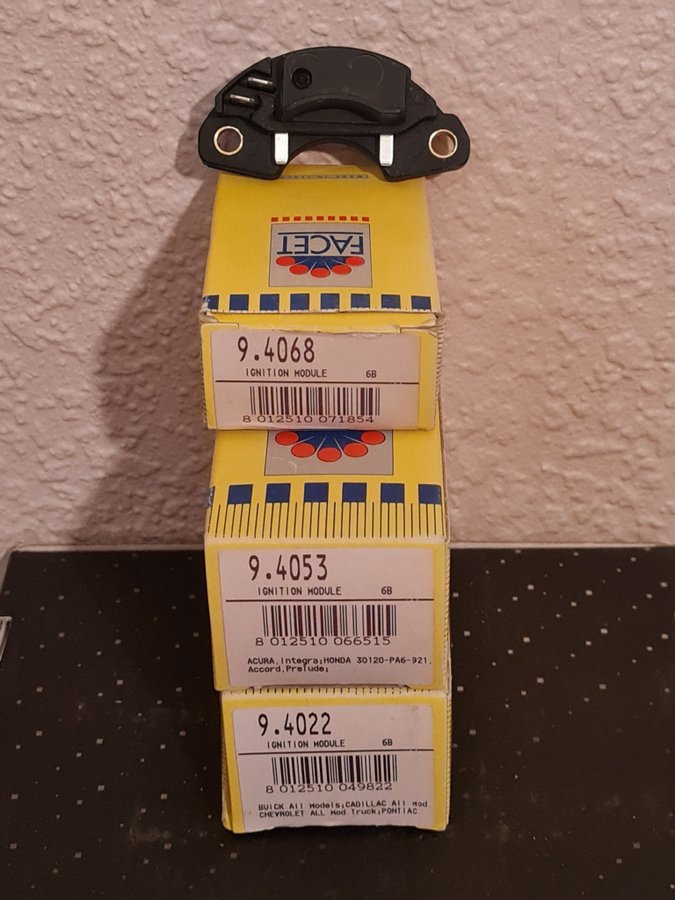 FACET
9.4068
IGNITION MODULE 6B
8 012510 071854
9.4053
IGNITION MODULE 6B
8 012510 066515
ACURA,Integra;HONDA 30120-PA6-921,
Accord,Prelude;
9.4022
IGNITION MODULE 6B
8 012510 049822
BUICK All Models;CADILLAC All Mod
CHEVROLET ALL Mod Truck;PONTIAC